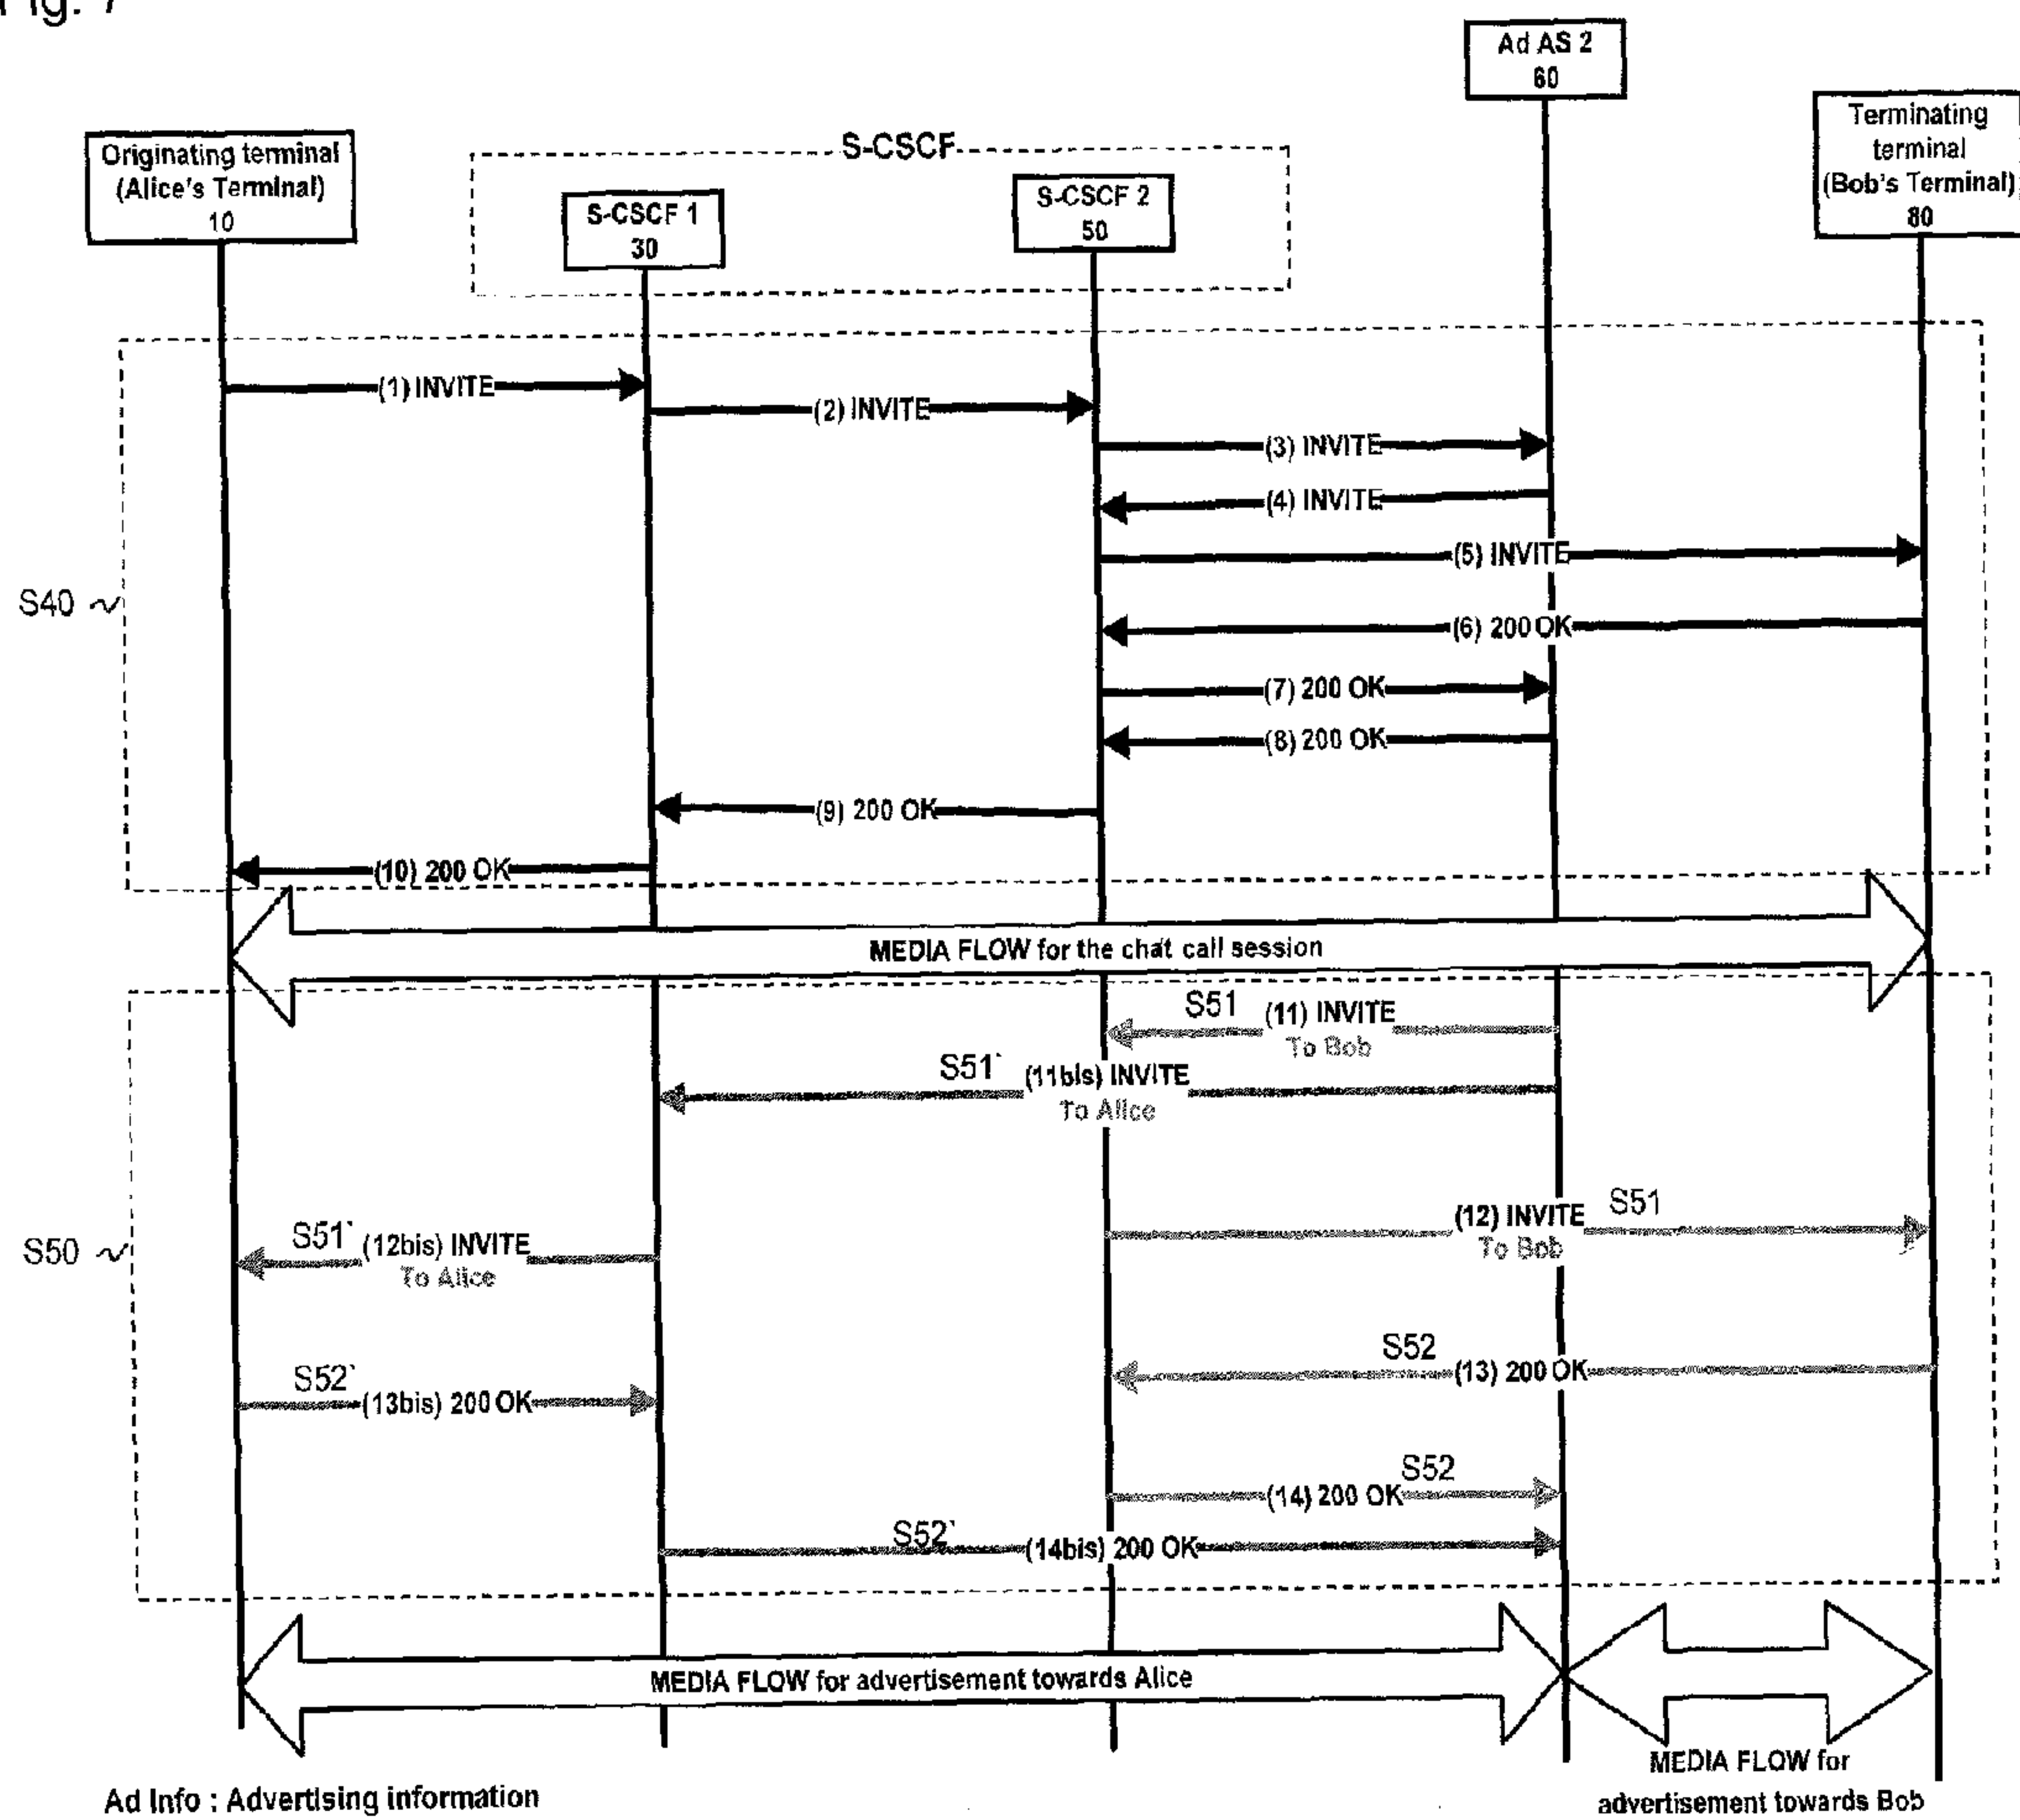 Fig. 7
Ad AS 2
60
Originating terminal
(Alice's Terminal)
10
S-CSCF
S-CSCF 1
30
S-CSCF 2
50
Terminating
terminal
(Bob's Terminal)
80
(1) INVITE
(2) INVITE
(3) INVITE
(4) INVITE
(5) INVITE
S40
(6) 200 OK
(7) 200 OK
(8) 200 OK
(9) 200 OK
(10) 200 OK
MEDIA FLOW for the chat call session
S51 (11) INVITE
To Bob
S51` (11bis) INVITE
To Alice
(12) INVITE S51
To Bob
S50
S51` (12bis) INVITE
To Alice
S52
(13) 200 OK
S52`
(13bis) 200 OK
S52
(14) 200 OK
S52`
(14bis) 200 OK
MEDIA FLOW for advertisement towards Alice
MEDIA FLOW for
advertisement towards Bob
Ad Info : Advertising information